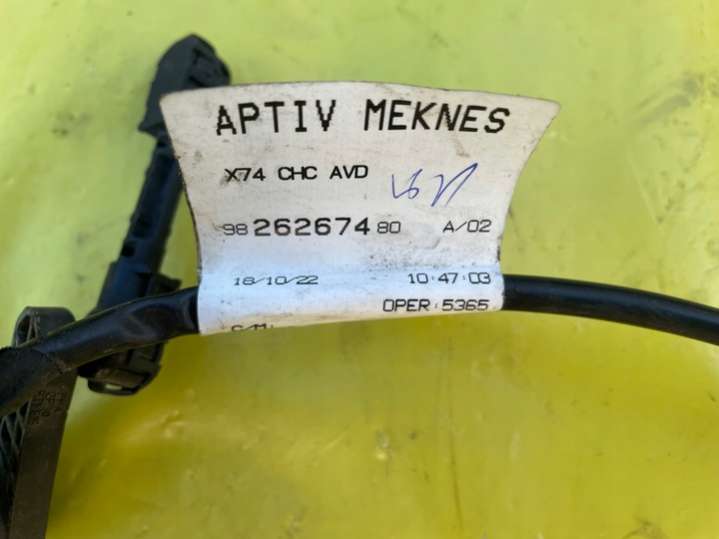 APTIV MEKNES
X74 CHC AVD
98 262674 80 A/02
18/10/22 10:47:03
OPER:5365
C/M: